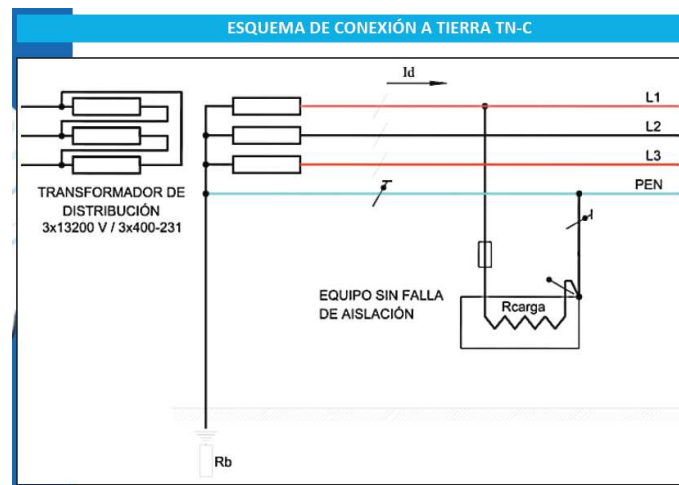 ESQUEMA DE CONEXIÓN A TIERRA TN-C
Id
L1
L2
L3
PEN
TRANSFORMADOR DE
DISTRIBUCIÓN
3x13200 V / 3x400-231
EQUIPO SIN FALLA
DE AISLACIÓN
Rcarga
Rb